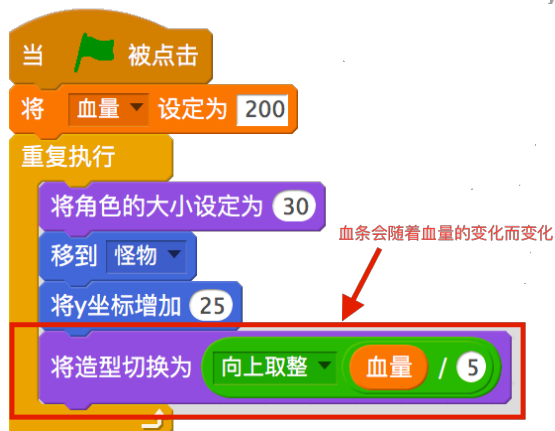 当 被点击
将 血量 设定为 200
重复执行
将角色的大小设定为 30
血条会随着血量的变化而变化
移到 怪物
将y坐标增加 25
将造型切换为 向上取整 血量 / 5